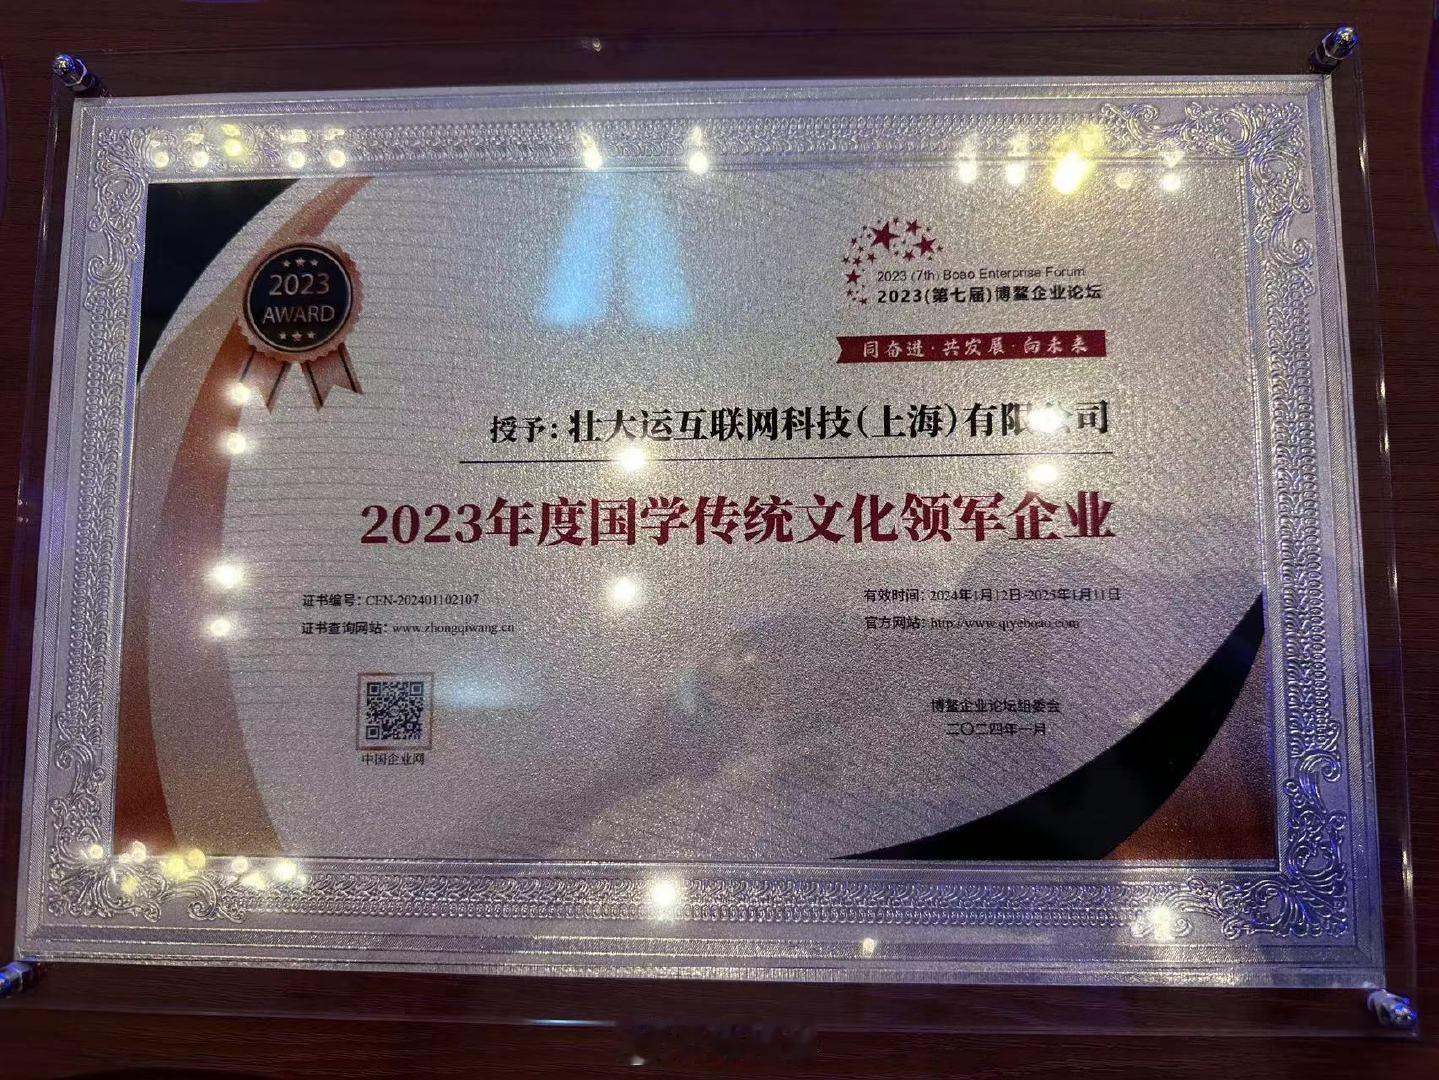 2023
AWARD
2023 (7th) Boao Enterprise Forum
2023(第七届)博鳌企业论坛
同奋进·共发展·向未来
授予:壮大运互联网科技(上海)有限公司
2023年度国学传统文化领军企业
证书编号:CEN-202401102107
有效时间:2024年1月12日-2025年1月11日
证书查询网站:www.zhongqiwang.cn
官方网站:http://www.qiyeboao.com
博鳌企业论坛组委会
二〇二四年一月
中国企业网